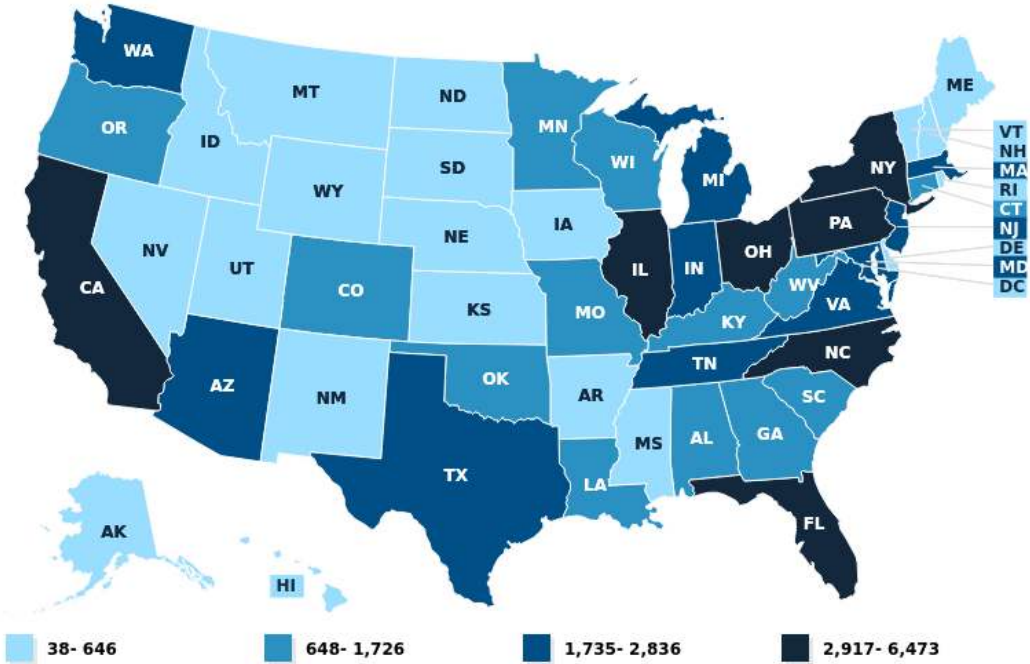 WA
MT
ND
ME
OR
MN
ID
VT
NH
SD
WI
MA
NY
WY
MI
RI
CT
IA
PA
NE
NJ
NV
OH
DE
UT
IL
IN
MD
CA
CO
WV
DC
KS
VA
MO
KY
NC
TN
OK
AZ
NM
AR
SC
GA
AL
MS
TX
LA
FL
AK
HI
38- 646
648- 1,726
1,735- 2,836
2,917- 6,473